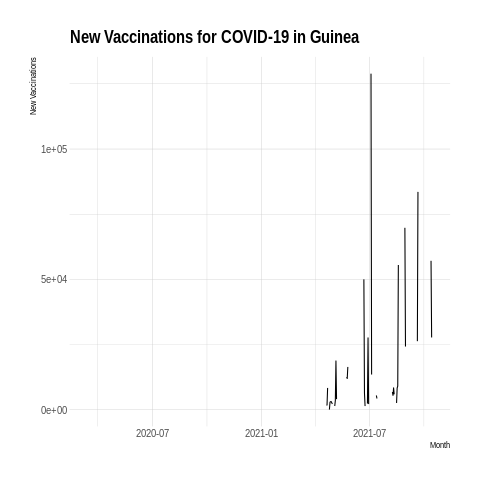 New Vaccinations for COVID-19 in Guinea
New Vaccinations
1e+05
5e+04
0e+00
2020-07 2021-01 2021-07
Month